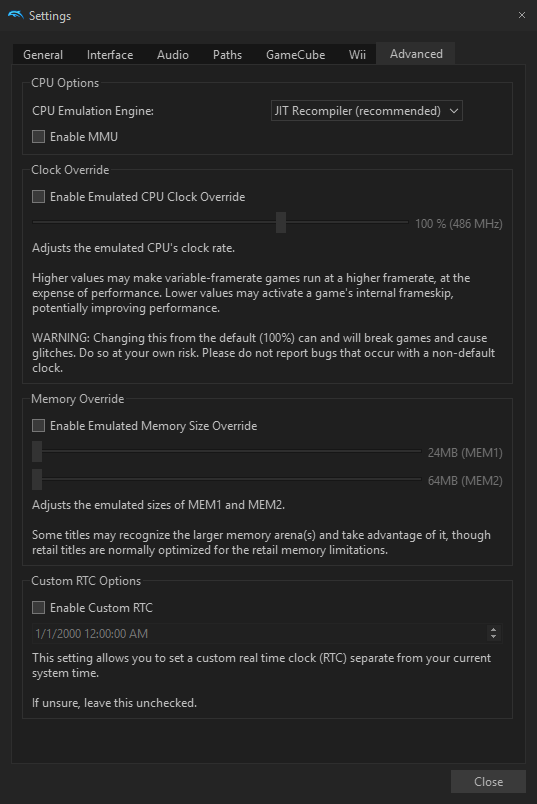 Settings
General Interface Audio Paths GameCube Wii Advanced
CPU Options
CPU Emulation Engine: JIT Recompiler (recommended)
Enable MMU
Clock Override
Enable Emulated CPU Clock Override
100 % (486 MHz)
Adjusts the emulated CPU's clock rate.
Higher values may make variable-framerate games run at a higher framerate, at the
expense of performance. Lower values may activate a game's internal frameskip,
potentially improving performance.
WARNING: Changing this from the default (100%) can and will break games and cause
glitches. Do so at your own risk. Please do not report bugs that occur with a non-default
clock.
Memory Override
Enable Emulated Memory Size Override
24MB (MEM1)
64MB (MEM2)
Adjusts the emulated sizes of MEM1 and MEM2.
Some titles may recognize the larger memory arena(s) and take advantage of it, though
retail titles are normally optimized for the retail memory limitations.
Custom RTC Options
Enable Custom RTC
1/1/2000 12:00:00 AM
This setting allows you to set a custom real time clock (RTC) separate from your current
system time.
If unsure, leave this unchecked.
Close